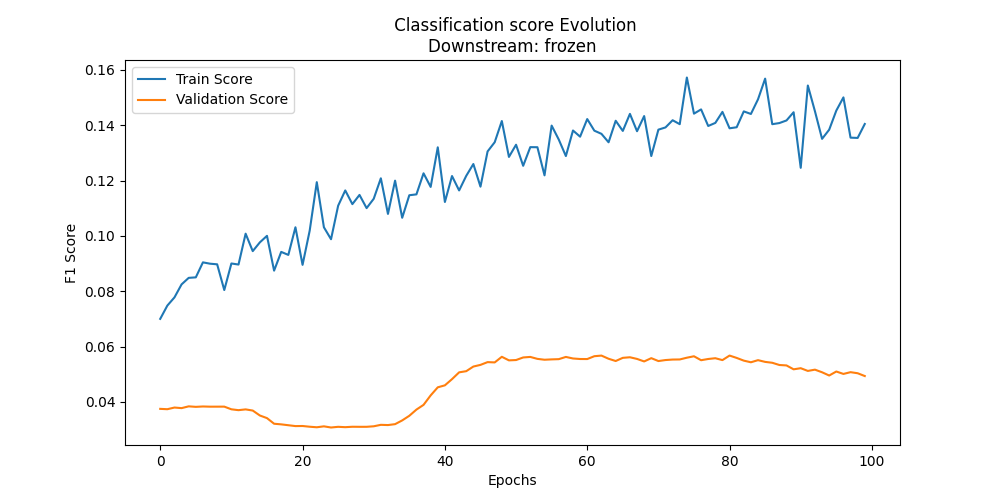 Classification score Evolution
Downstream: frozen
Train Score
Validation Score
F1 Score
0.16
0.14
0.12
0.10
0.08
0.06
0.04
0 20 40 60 80 100
Epochs